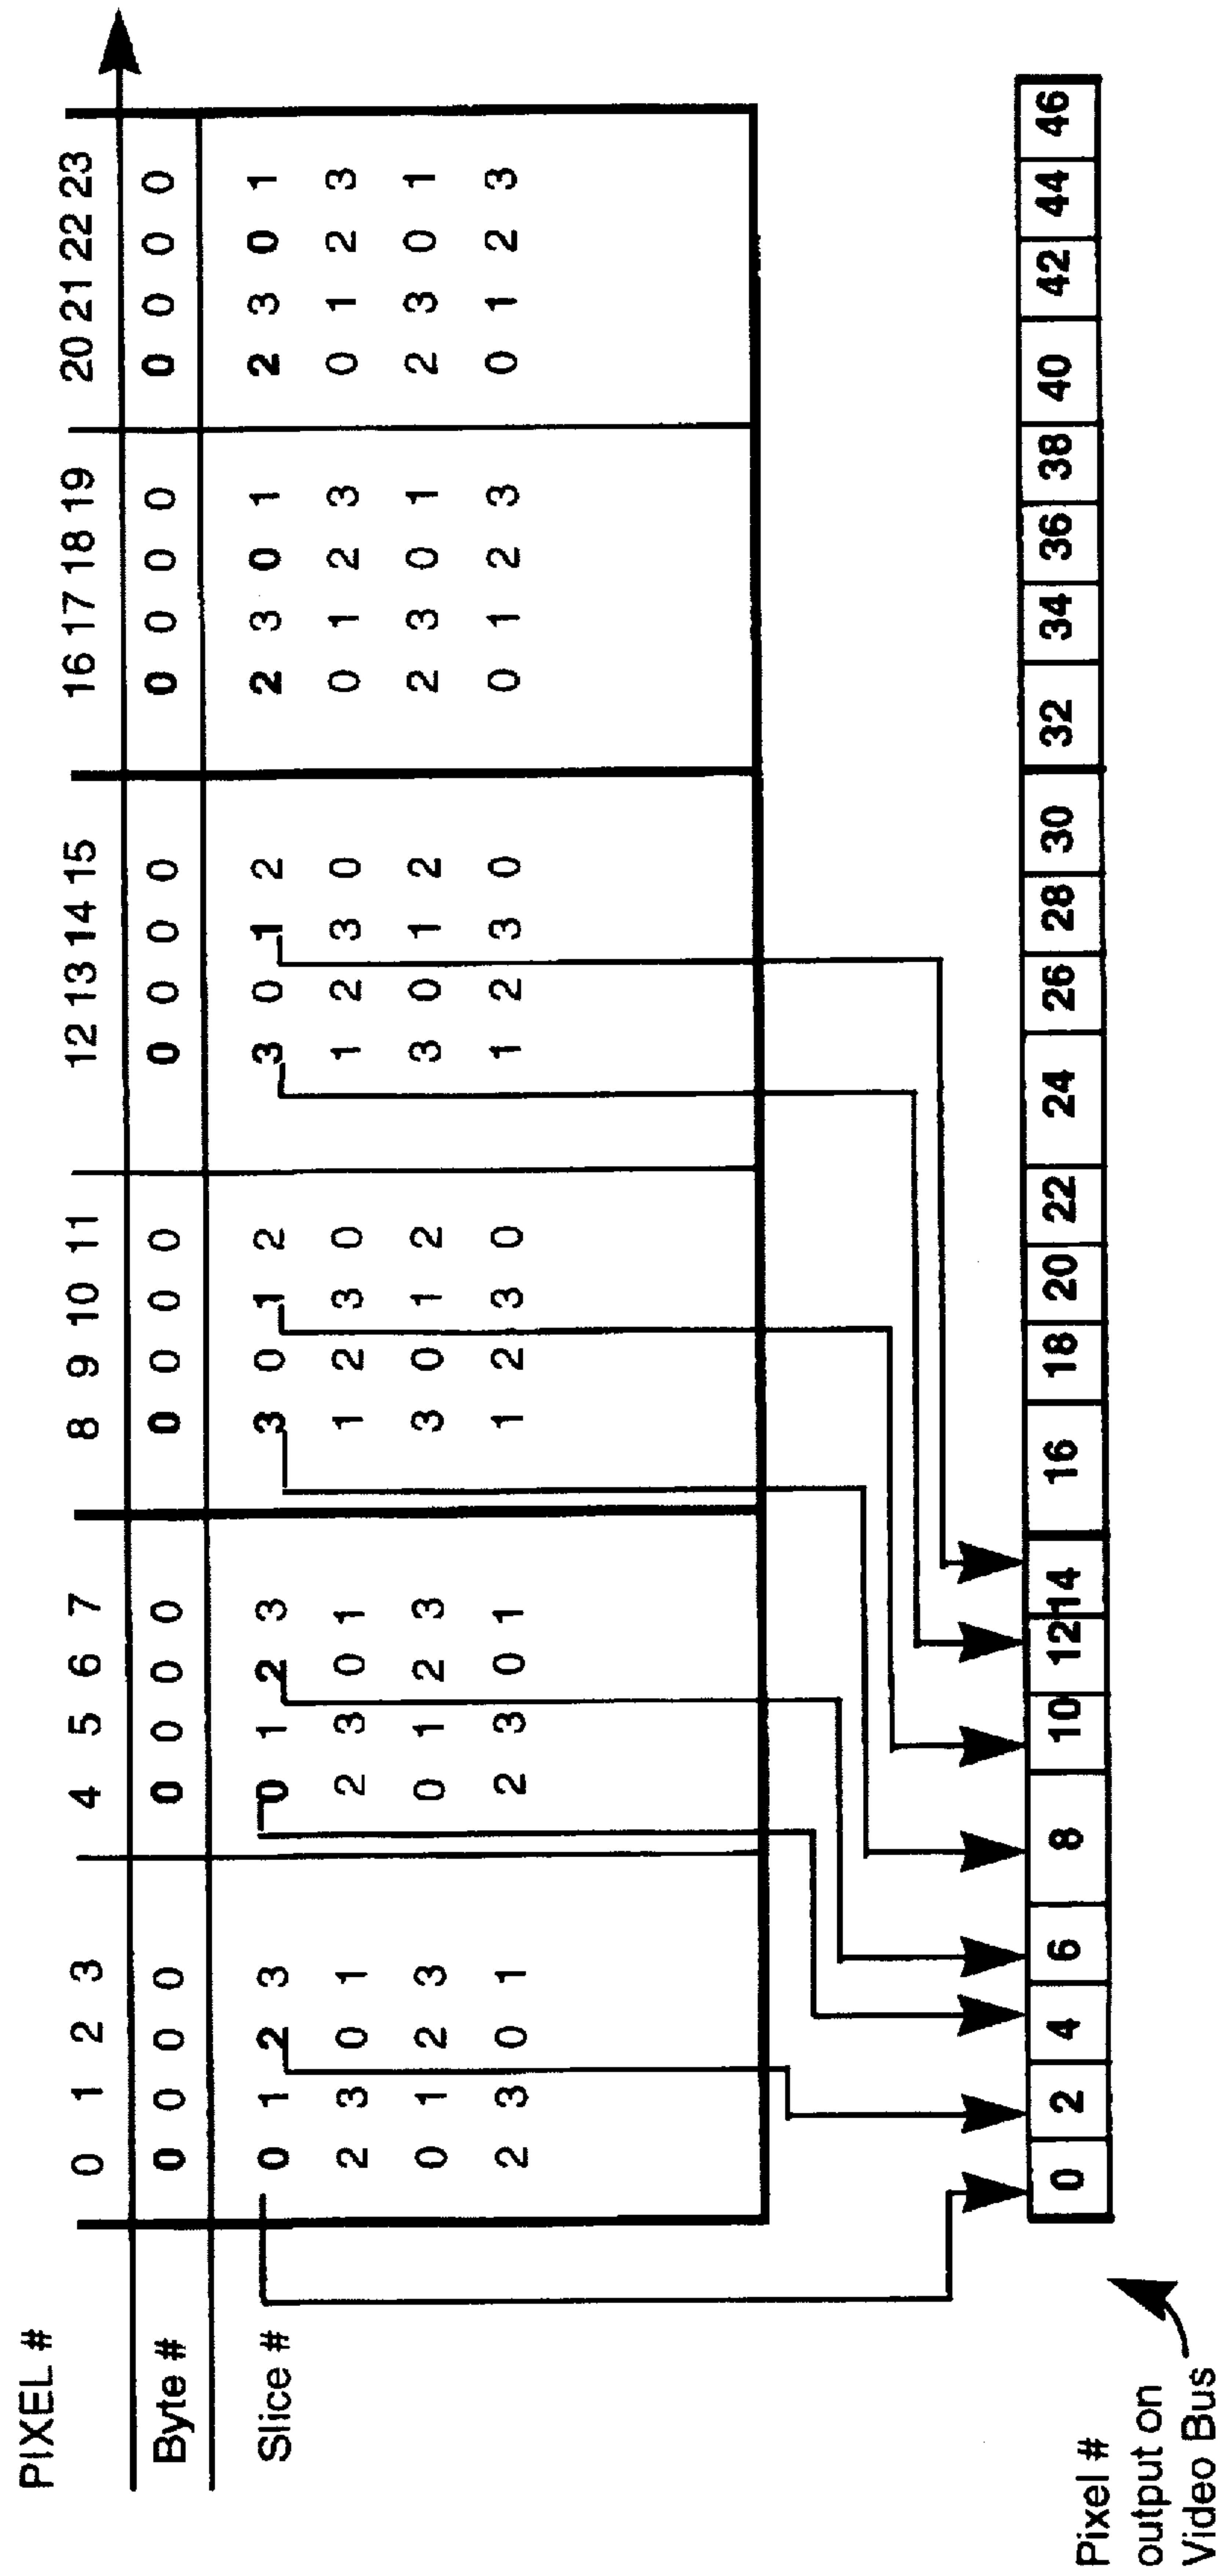 PIXEL # 0 1 2 3 4 5 6 7 8 9 10 11 12 13 14 15 16 17 18 19 20 21 22 23
Byte # 0 0 0 0 0 0 0 0 0 0 0 0 0 0 0 0 0 0 0 0 0 0 0 0
Slice # 0 1 2 3 0 1 2 3 3 0 1 2 3 0 1 2 2 3 0 1 2 3 0 1
2 3 0 1 2 3 0 1 1 2 3 0 1 2 3 0 0 1 2 3 0 1 2 3
0 1 2 3 0 1 2 3 3 0 1 2 3 0 1 2 2 3 0 1 2 3 0 1
2 3 0 1 2 3 0 1 1 2 3 0 1 2 3 0 0 1 2 3 0 1 2 3
0 2 4 6 8 10 12 14 16 18 20 22 24 26 28 30 32 34 36 38 40 42 44 46
Pixel #
output on
Video Bus